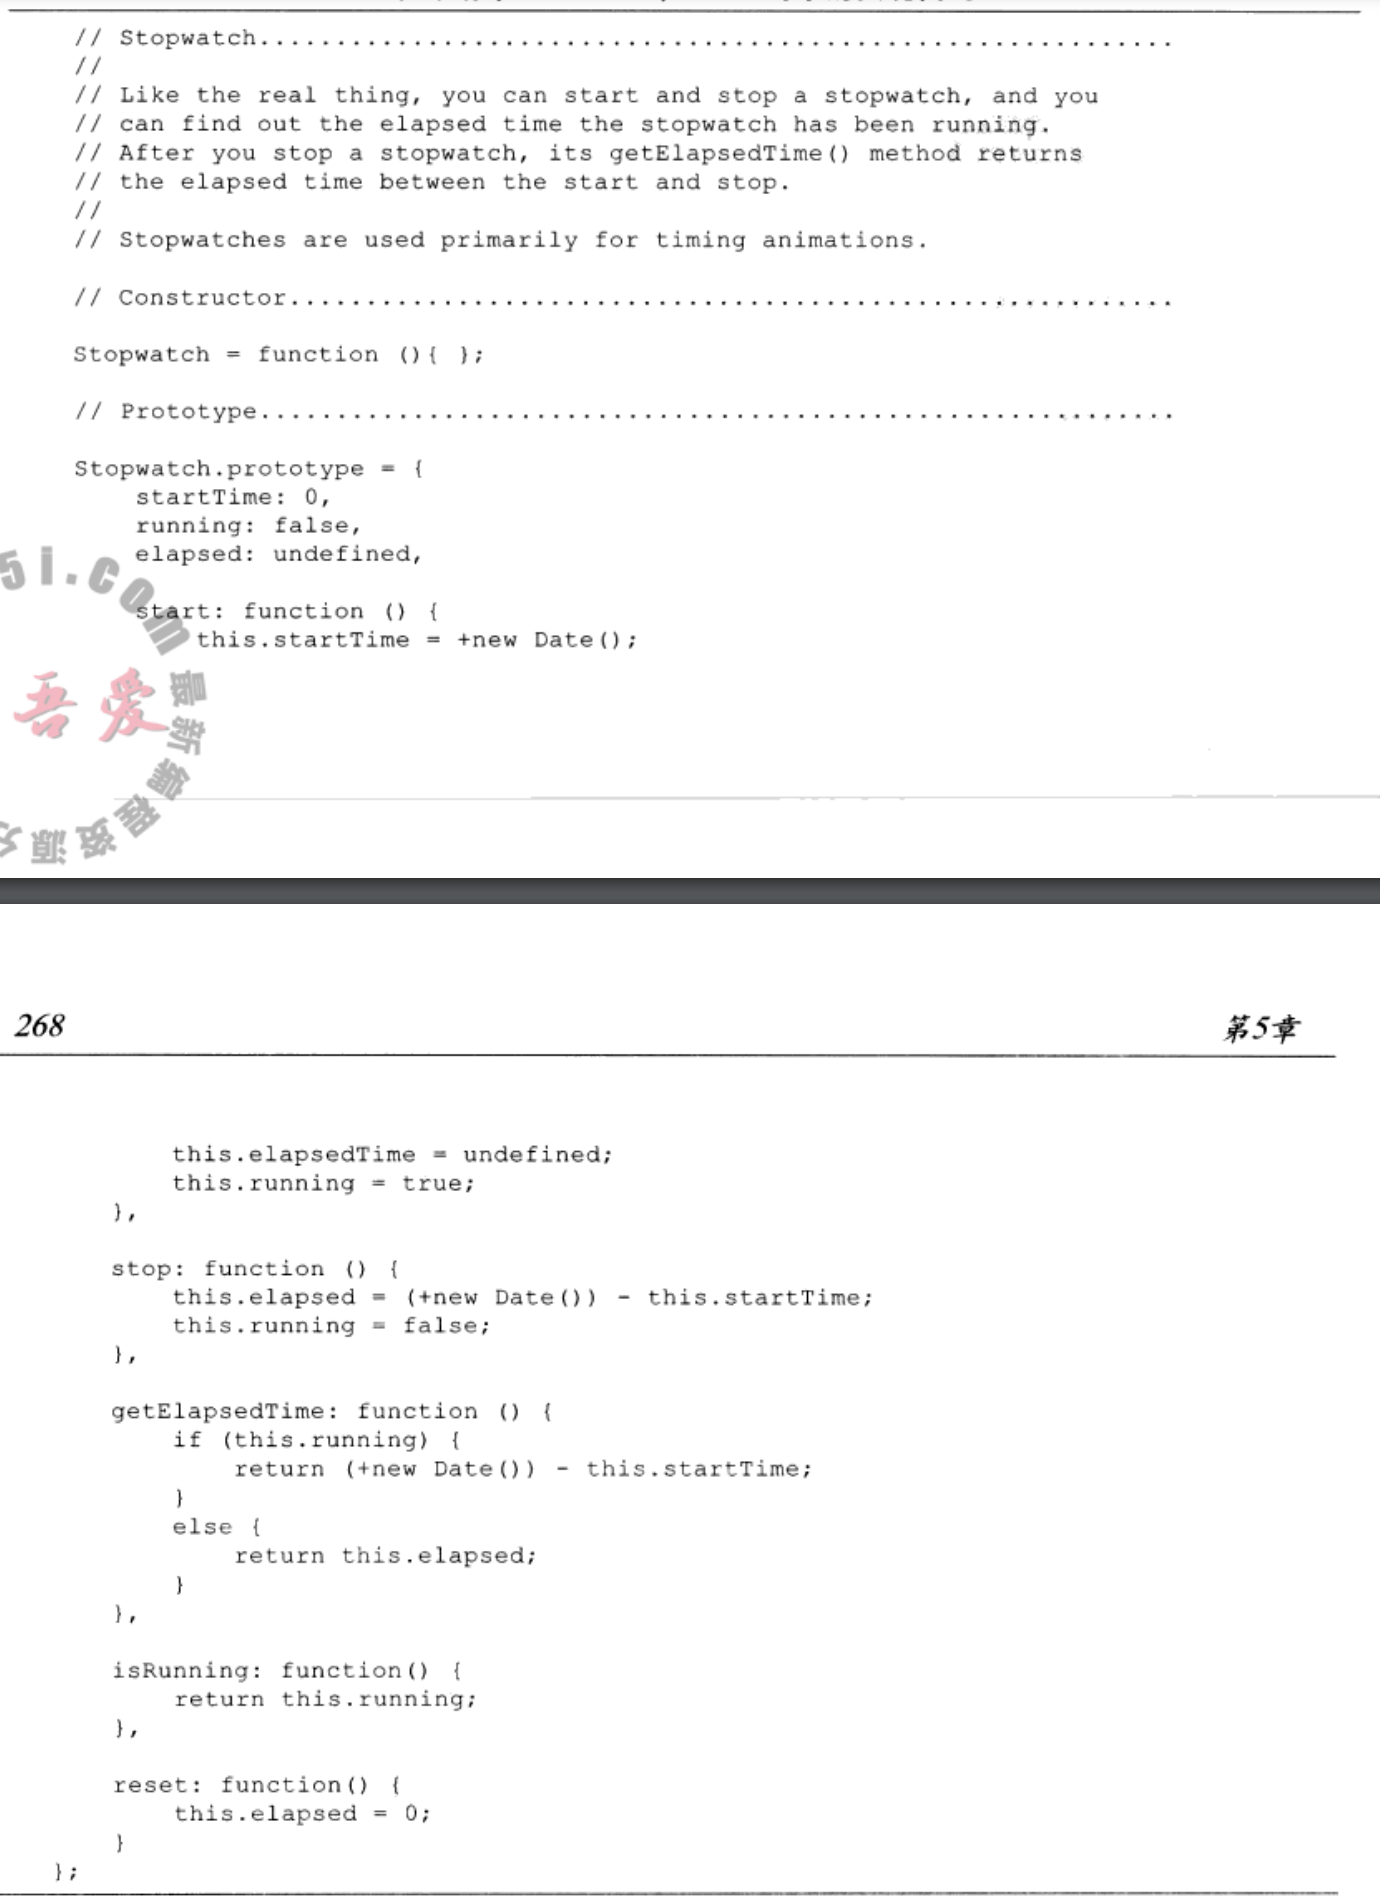 // Stopwatch............................................................
//
// Like the real thing, you can start and stop a stopwatch, and you
// can find out the elapsed time the stopwatch has been running.
// After you stop a stopwatch, its getElapsedTime() method returns
// the elapsed time between the start and stop.
//
// Stopwatches are used primarily for timing animations.
// Constructor..........................................................
Stopwatch = function (){ };
// Prototype............................................................
Stopwatch.prototype = {
startTime: 0,
running: false,
elapsed: undefined,
start: function () {
this.startTime = +new Date();
5i.com
吾爱
最新编程资源
268
第5章
this.elapsedTime = undefined;
this.running = true;
},
stop: function () {
this.elapsed = (+new Date()) - this.startTime;
this.running = false;
},
getElapsedTime: function () {
if (this.running) {
return (+new Date()) - this.startTime;
}
else {
return this.elapsed;
}
},
isRunning: function() {
return this.running;
},
reset: function() {
this.elapsed = 0;
}
};